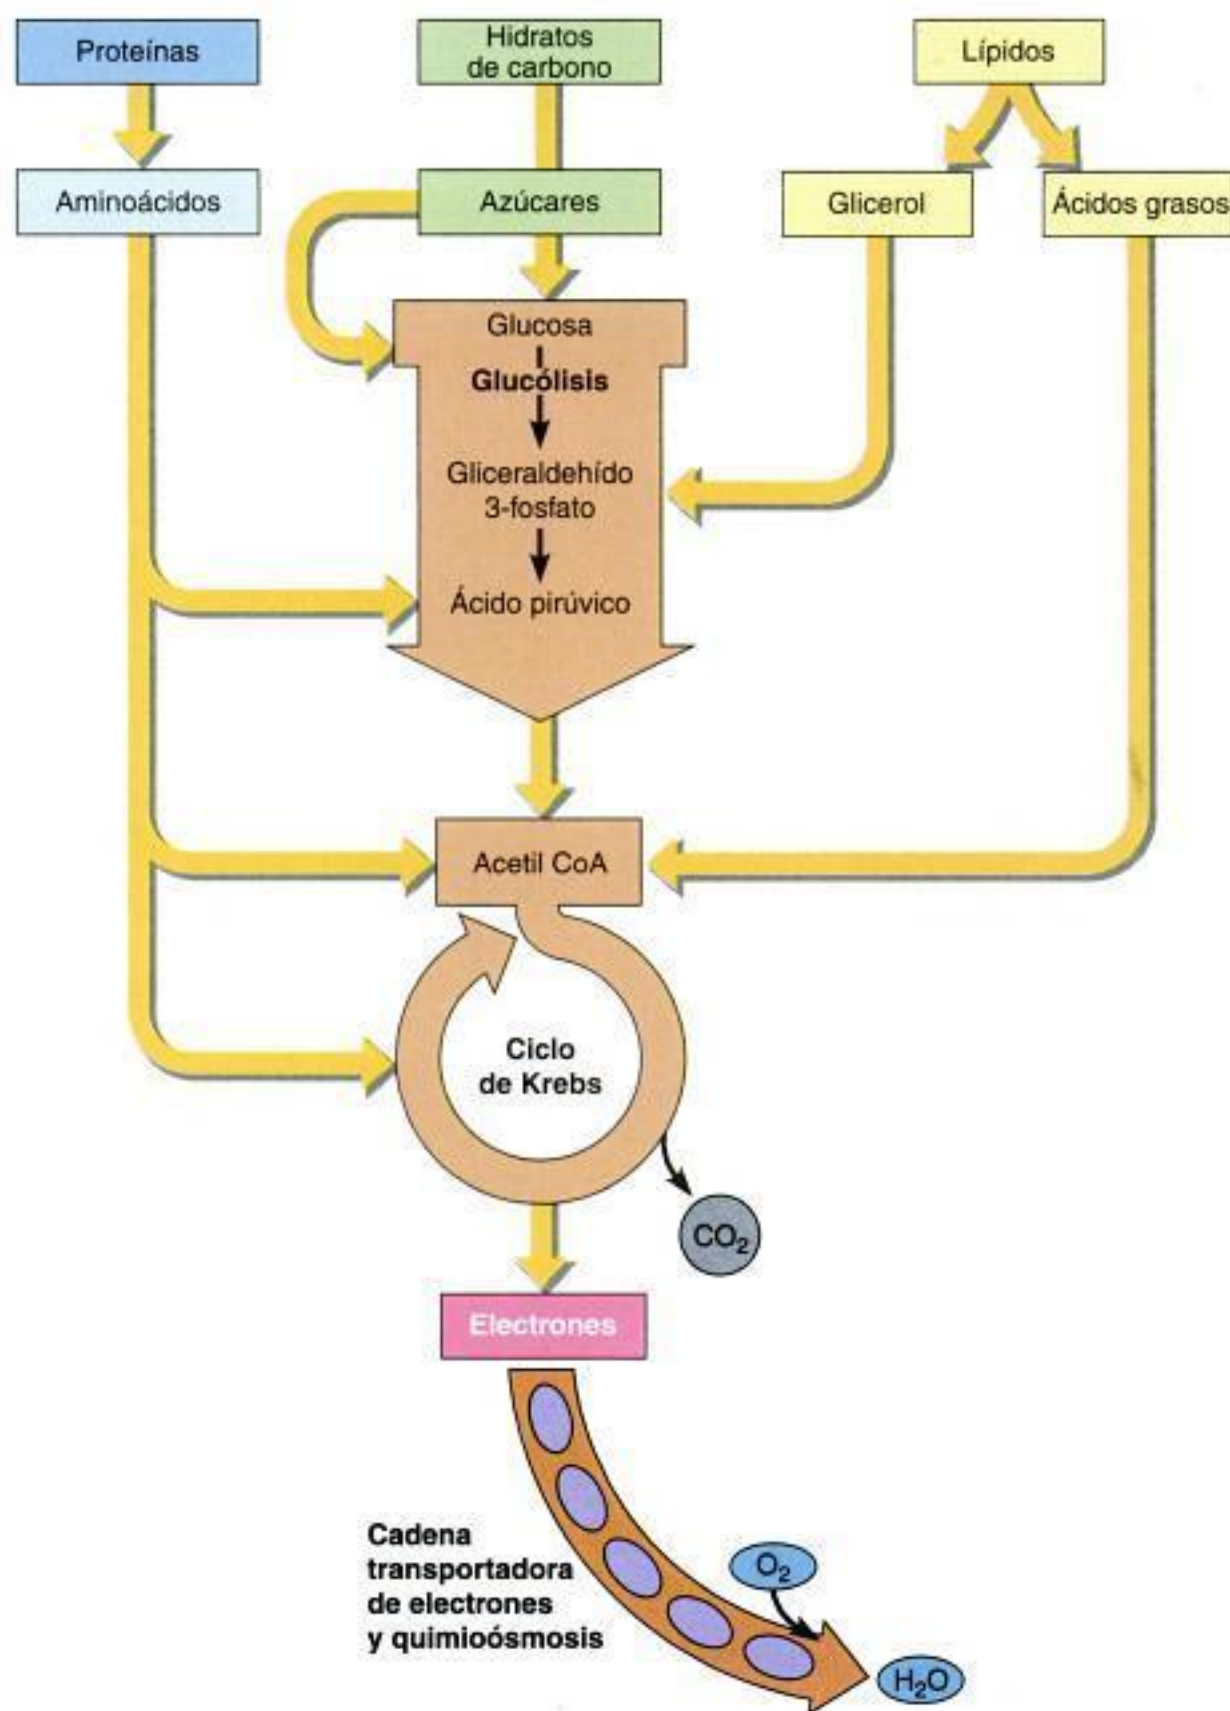 Proteínas
Hidratos
de carbono
Lípidos
Aminoácidos
Azúcares
Glicerol
Ácidos grasos
Glucosa
Glucólisis
Gliceraldehído
3-fosfato
Ácido pirúvico
Acetil CoA
Ciclo
de Krebs
CO₂
Electrones
Cadena
transportadora
de electrones
y quimioósmosis
O₂
H₂O